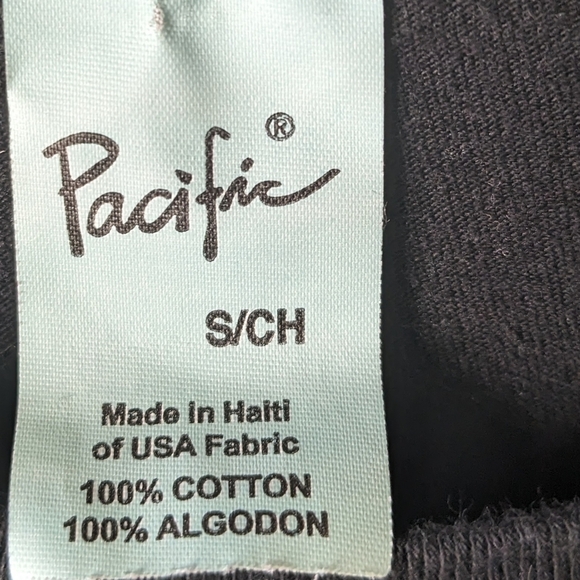 Pacific ®
S/CH
Made in Haiti
of USA Fabric
100% COTTON
100% ALGODON